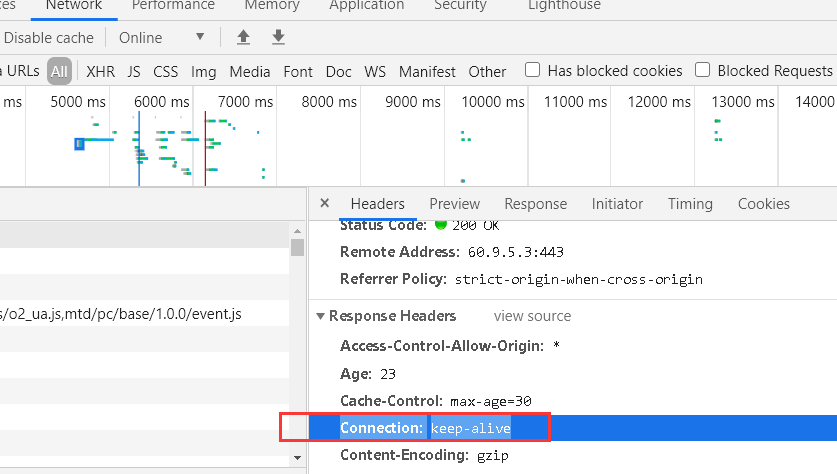 Network Performance Memory Application Security Lighthouse
Disable cache Online ▼
URLs All XHR JS CSS Img Media Font Doc WS Manifest Other Has blocked cookies Blocked Requests
ms 5000 ms 6000 ms 7000 ms 8000 ms 9000 ms 10000 ms 11000 ms 12000 ms 13000 ms 14000
× Headers Preview Response Initiator Timing Cookies
Status Code: 200 OK
Remote Address: 60.9.5.3:443
Referrer Policy: strict-origin-when-cross-origin
s/o2_ua.js,mtd/pc/base/1.0.0/event.js
▼ Response Headers view source
Access-Control-Allow-Origin: *
Age: 23
Cache-Control: max-age=30
Connection: keep-alive
Content-Encoding: gzip